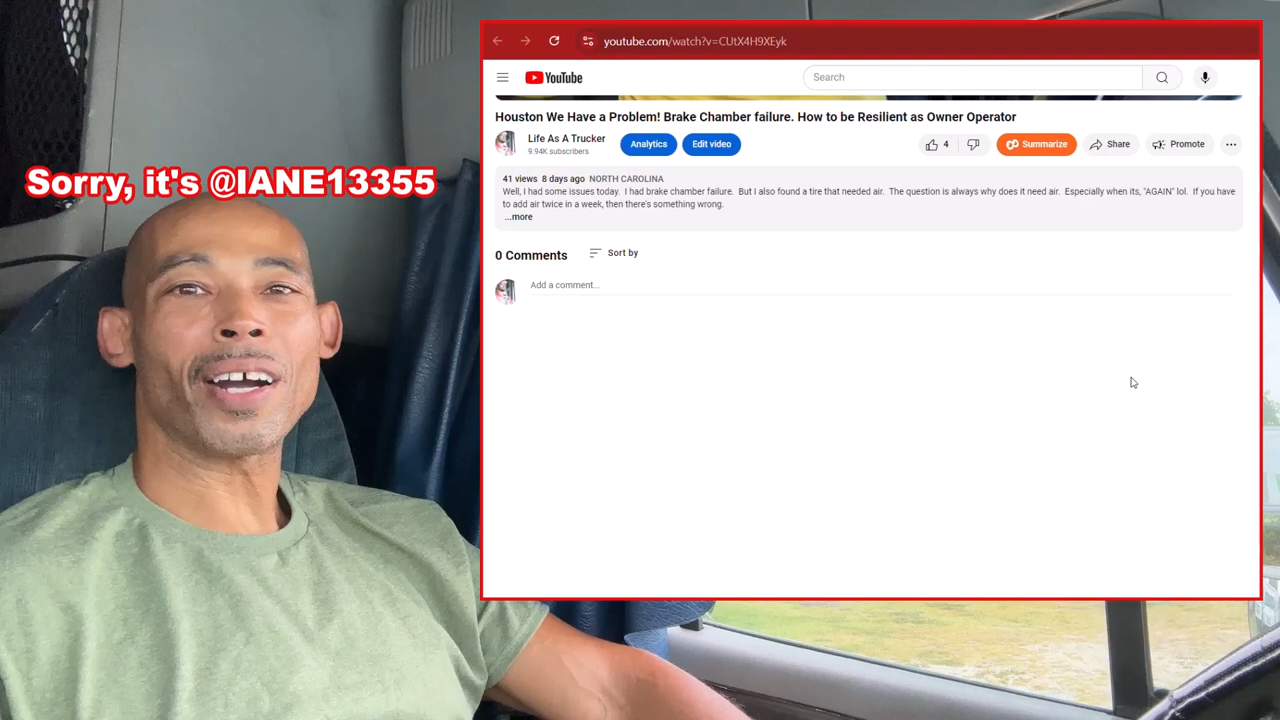 Sorry, it's @IANE13355
youtube.com/watch?v=CUtX4H9XEyk
YouTube
Search
Houston We Have a Problem! Brake Chamber failure. How to be Resilient as Owner Operator
Life As A Trucker
9.94K subscribers
Analytics
Edit video
4
Summarize
Share
Promote
41 views 8 days ago NORTH CAROLINA
Well, I had some issues today. I had brake chamber failure. But I also found a tire that needed air. The question is always why does it need air. Especially when its, "AGAIN" lol. If you have
to add air twice in a week, then there's something wrong.
...more
0 Comments
Sort by
Add a comment...